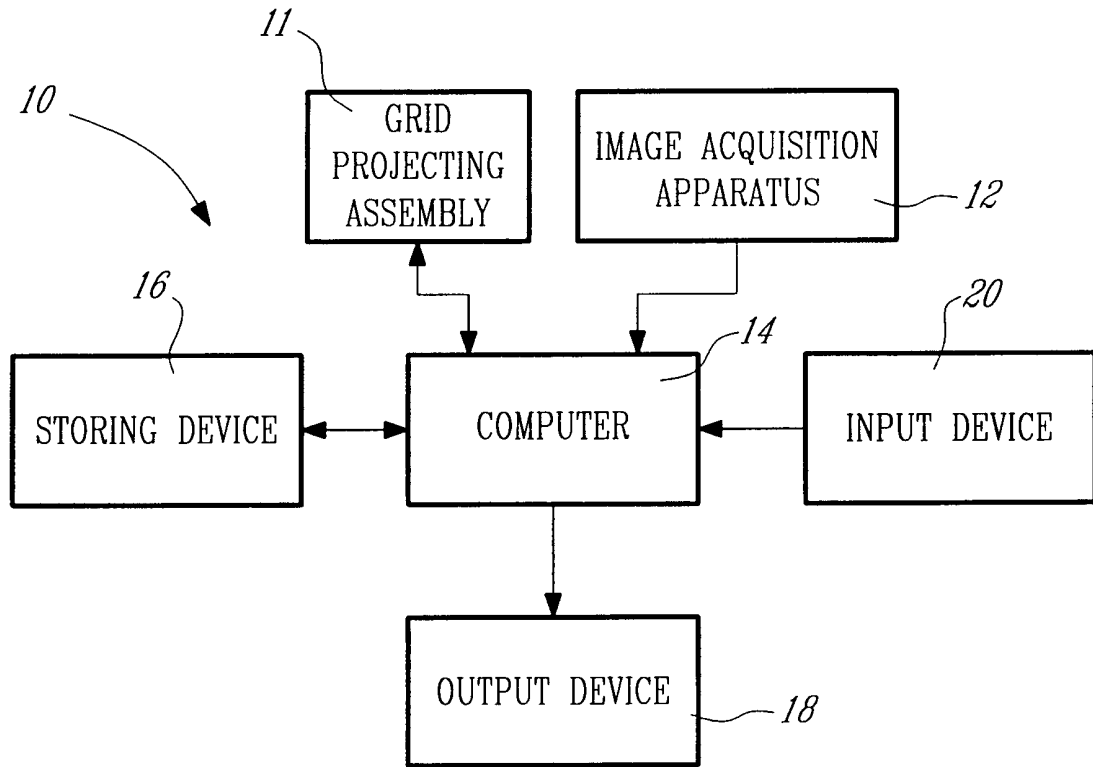 11
10
GRID
PROJECTING
ASSEMBLY
IMAGE ACQUISITION
APPARATUS
12
16
14
20
STORING DEVICE
COMPUTER
INPUT DEVICE
OUTPUT DEVICE
18